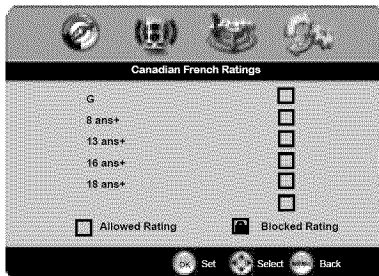 Canadian French Ratings
G
8 ans+
13 ans+
16 ans+
18 ans+
Allowed Rating Blocked Rating
OK Set Select MENU Back